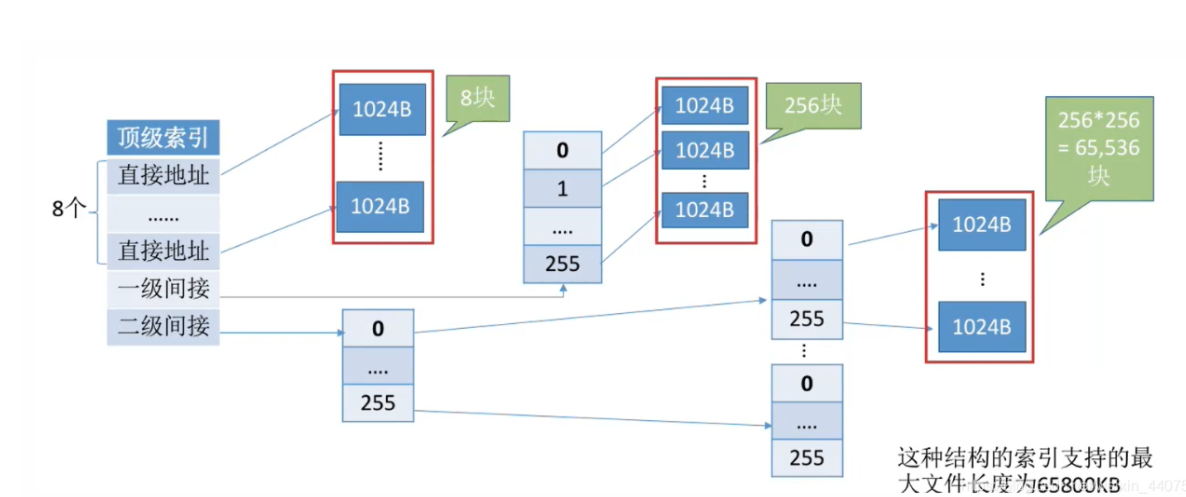 顶级索引
直接地址
......
直接地址
一级间接
二级间接
8个
1024B
1024B
8块
0
1
....
255
1024B
1024B
1024B
256块
0
....
255
0
....
255
0
....
255
1024B
1024B
256*256
= 65,536
块
这种结构的索引支持的最
大文件长度为65800KB